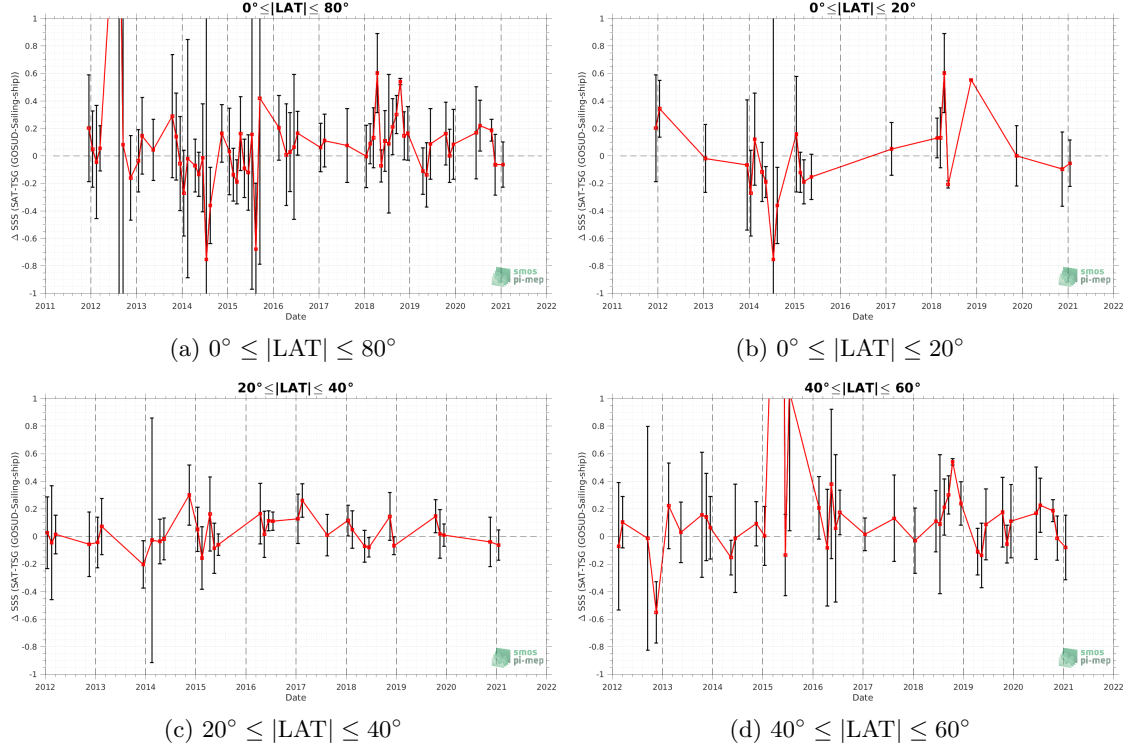 0°≤|LAT|≤ 80°
1
0.8
0.6
0.4
0.2
0
-0.2
-0.4
-0.6
-0.8
-1
Δ SSS (SAT-TSG (GOSUD-Sailing-ship))
2011 2012 2013 2014 2015 2016 2017 2018 2019 2020 2021 2022
Date
smos
pi-mep
(a) 0° ≤ |LAT| ≤ 80°
0°≤|LAT|≤ 20°
1
0.8
0.6
0.4
0.2
0
-0.2
-0.4
-0.6
-0.8
-1
Δ SSS (SAT-TSG (GOSUD-Sailing-ship))
2011 2012 2013 2014 2015 2016 2017 2018 2019 2020 2021 2022
Date
smos
pi-mep
(b) 0° ≤ |LAT| ≤ 20°
20°≤|LAT|≤ 40°
1
0.8
0.6
0.4
0.2
0
-0.2
-0.4
-0.6
-0.8
-1
Δ SSS (SAT-TSG (GOSUD-Sailing-ship))
2012 2013 2014 2015 2016 2017 2018 2019 2020 2021 2022
Date
smos
pi-mep
(c) 20° ≤ |LAT| ≤ 40°
40°≤|LAT|≤ 60°
1
0.8
0.6
0.4
0.2
0
-0.2
-0.4
-0.6
-0.8
-1
Δ SSS (SAT-TSG (GOSUD-Sailing-ship))
2012 2013 2014 2015 2016 2017 2018 2019 2020 2021 2022
Date
smos
pi-mep
(d) 40° ≤ |LAT| ≤ 60°